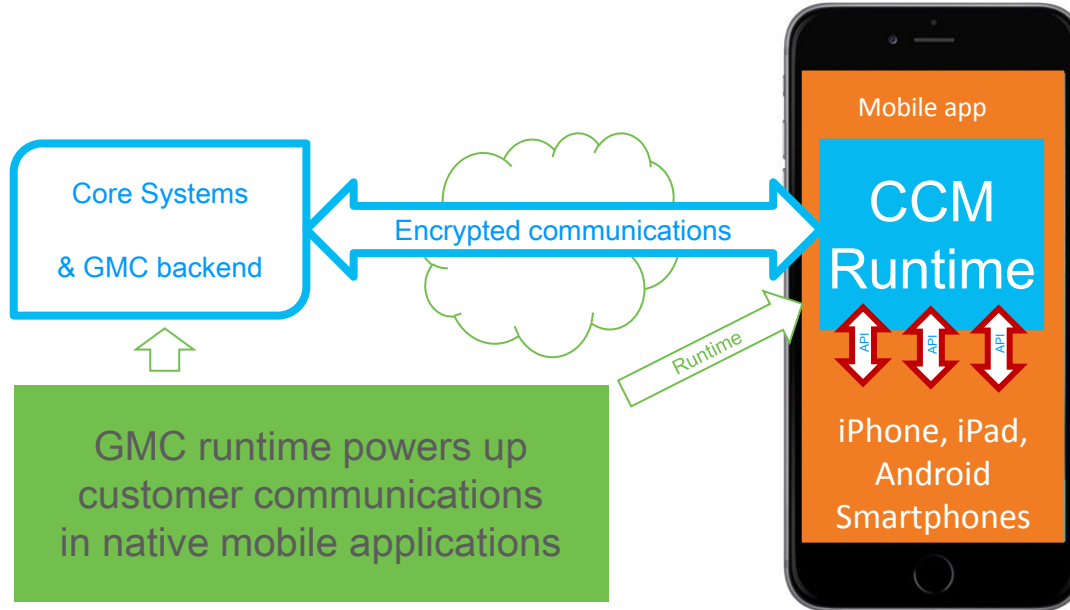 Mobile app
CCM
Runtime
Core Systems
& GMC backend
Encrypted communications
Runtime
API
API
API
GMC runtime powers up
customer communications
in native mobile applications
iPhone, iPad,
Android
Smartphones